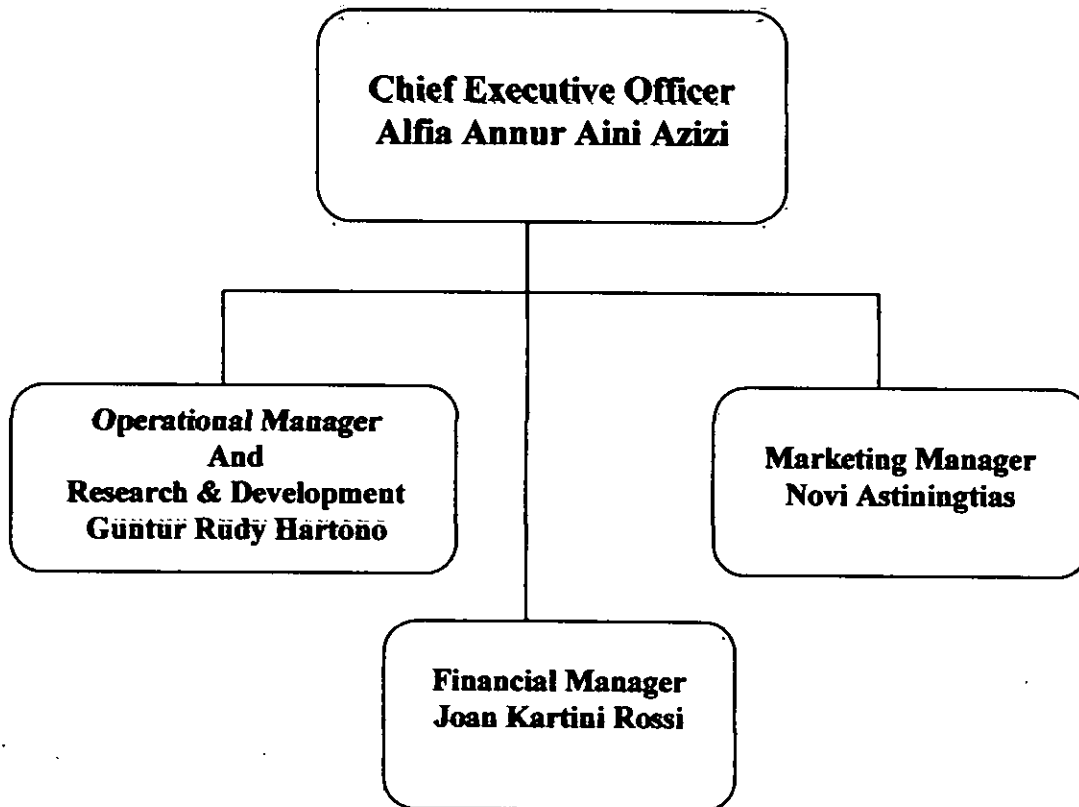 Chief Executive Officer
Alfia Annur Aini Azizi
Operational Manager
And
Research & Development
Guntur Rudy Hartono
Marketing Manager
Novi Astiningtias
Financial Manager
Joan Kartini Rossi